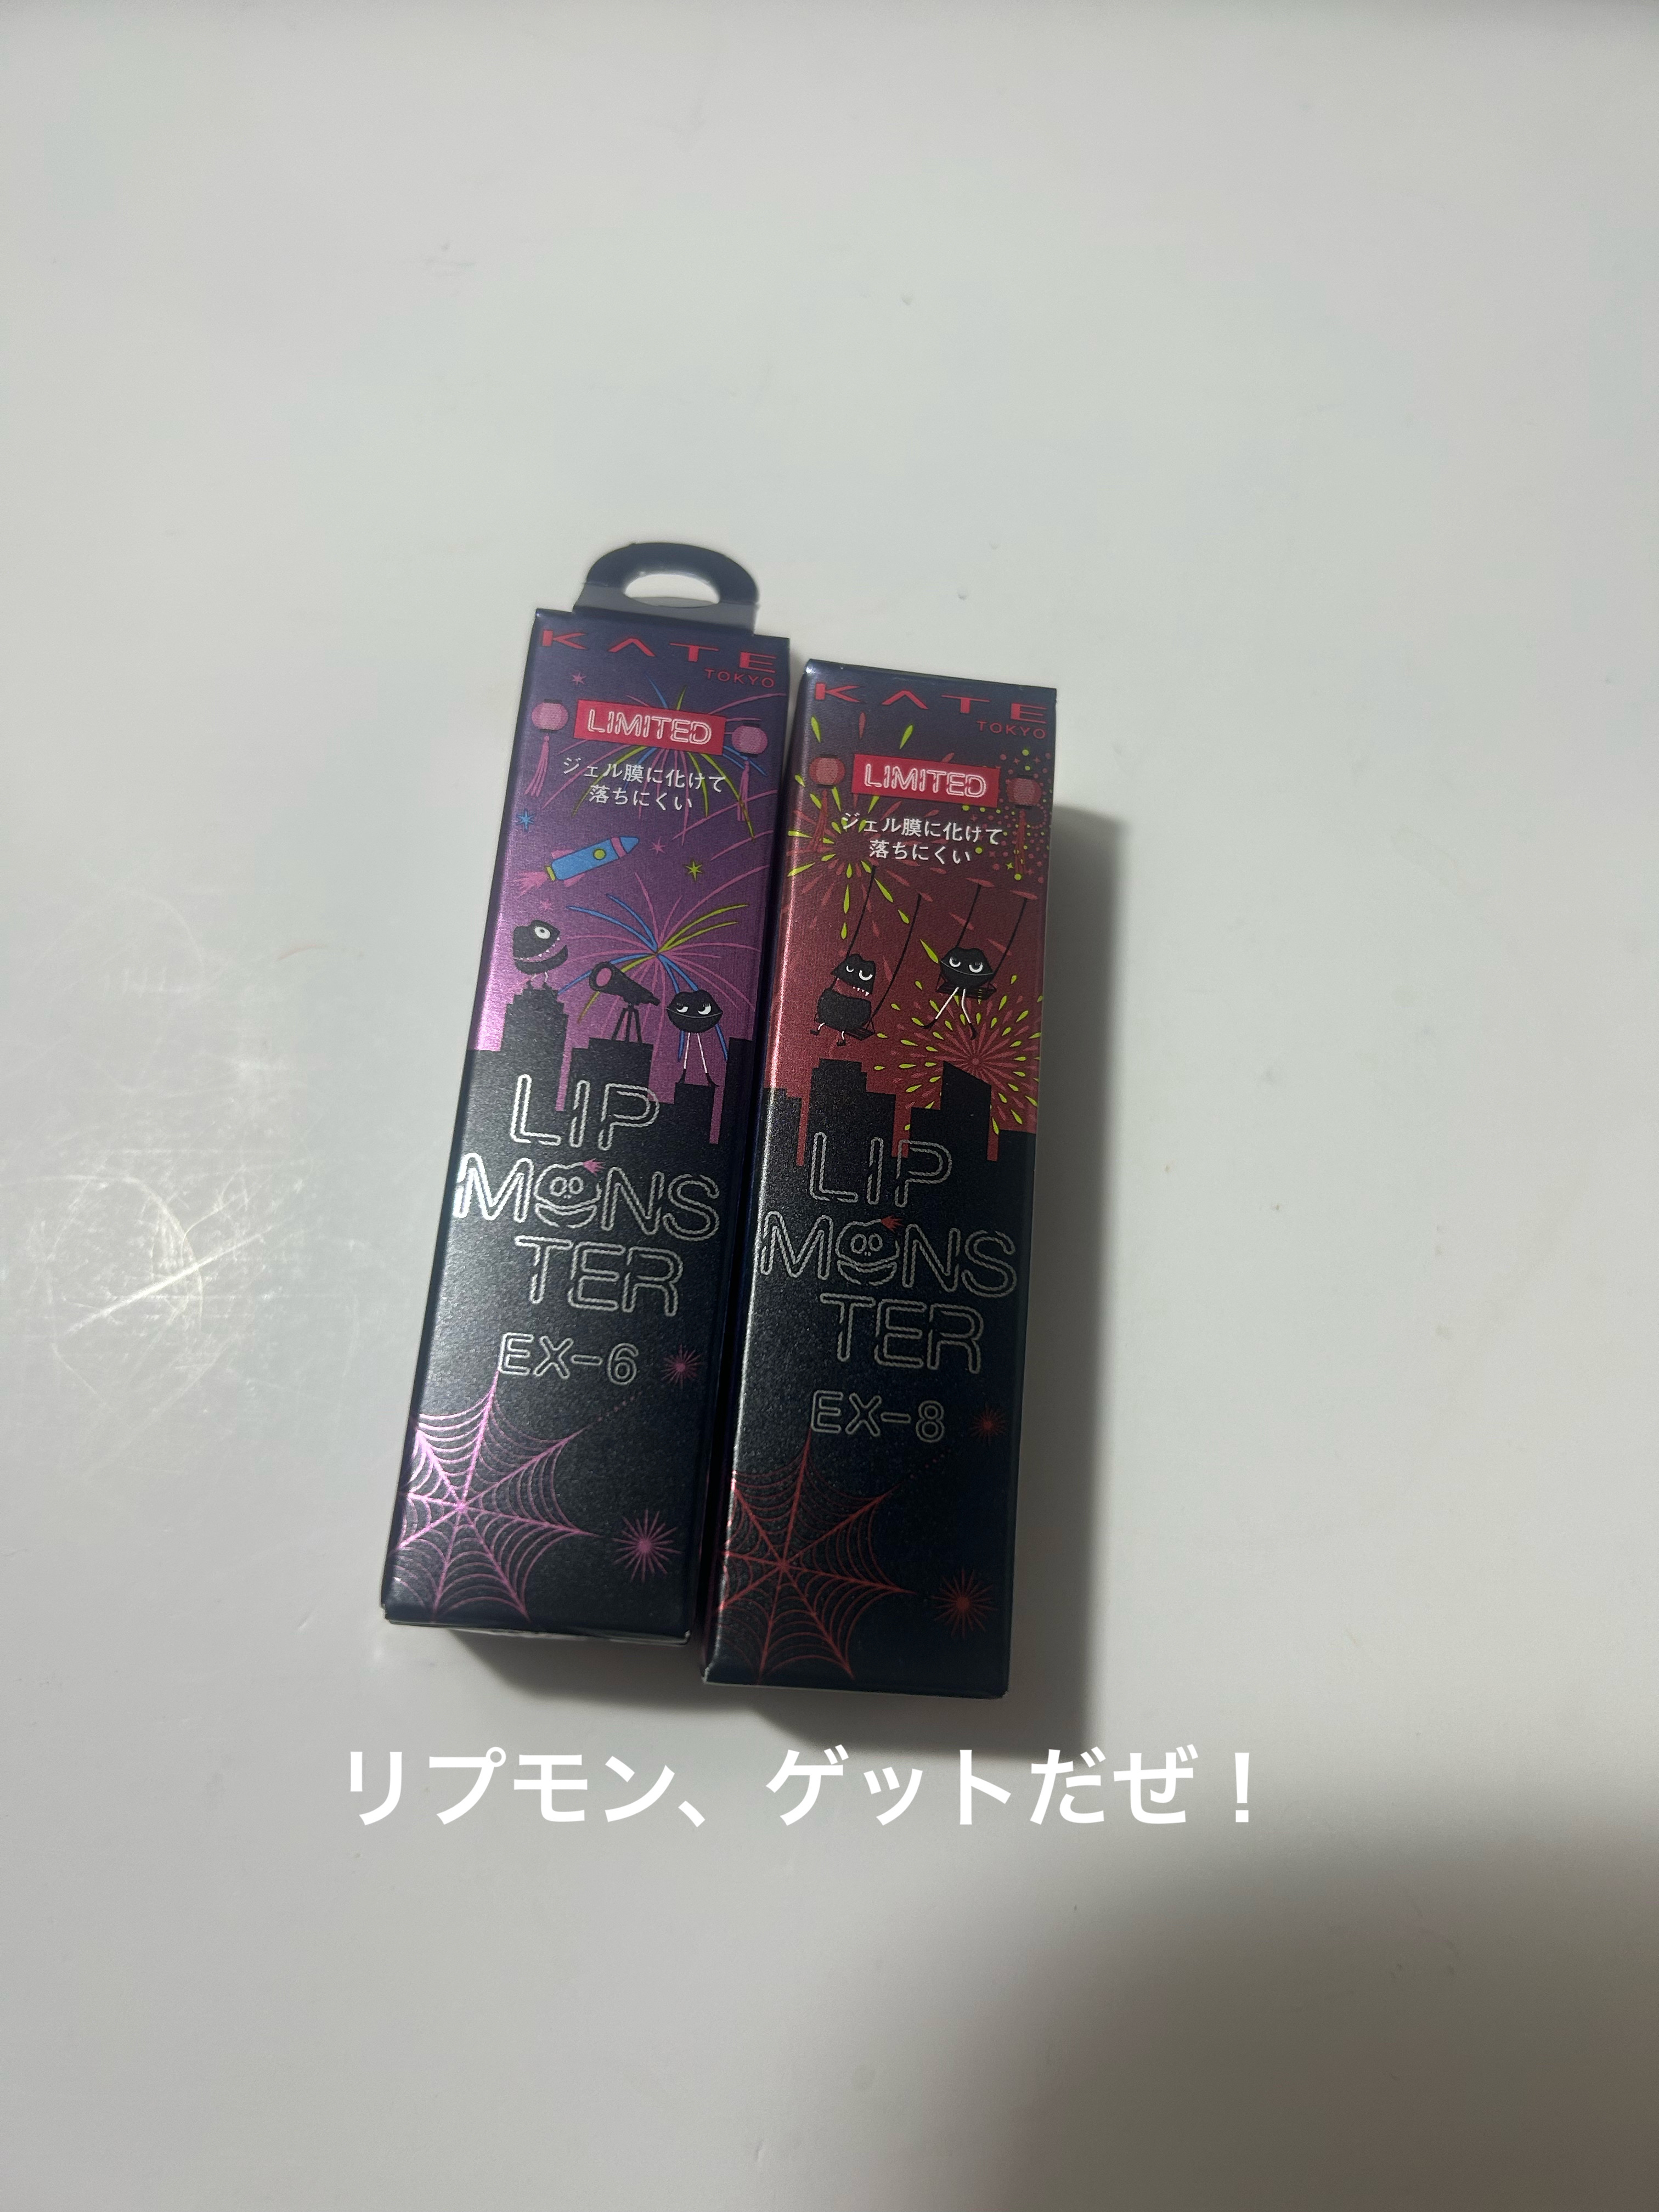 KATE
TOKYO
LIMITED
ジェル膜に化けて
落ちにくい
LIP
MONS
TER
EX-6
KATE
TOKYO
LIMITED
ジェル膜に化けて
落ちにくい
LIP
MONS
TER
EX-8
リプモン、ゲットだぜ！